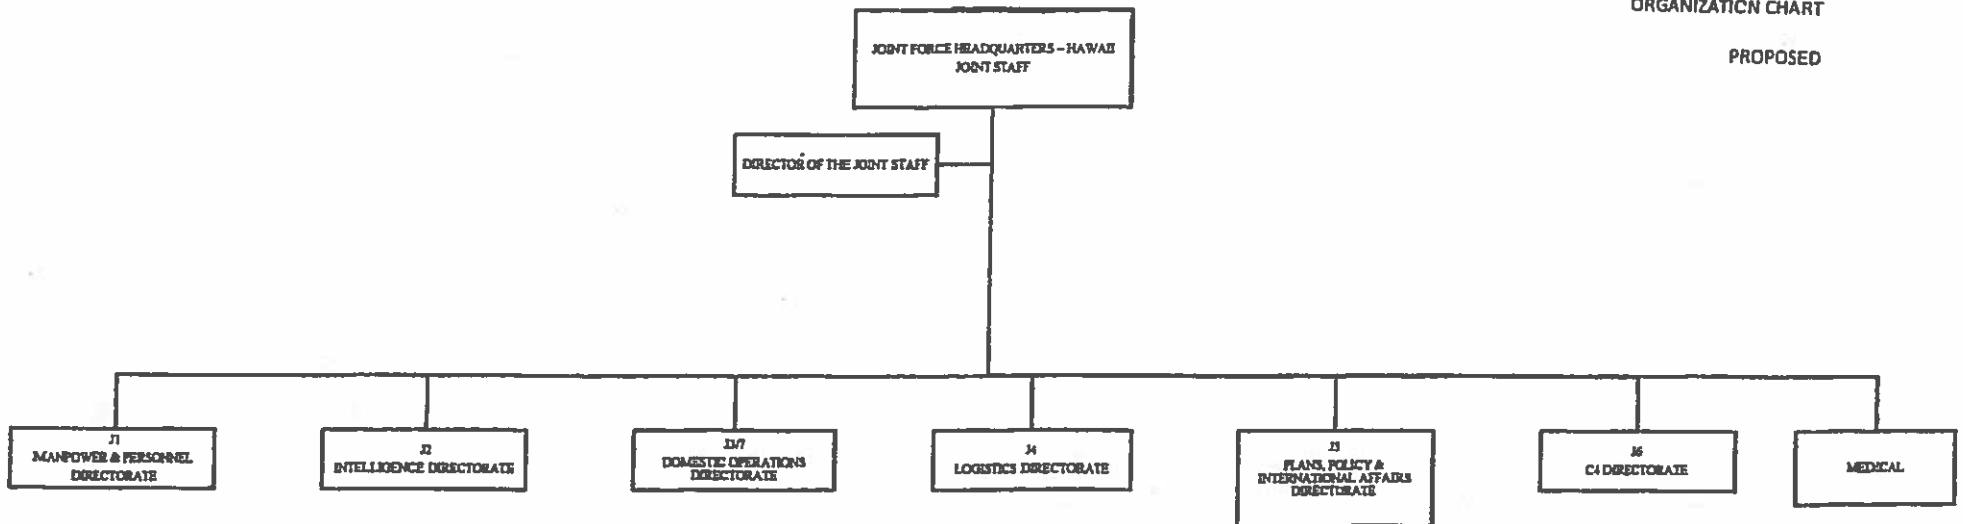 ORGANIZATION CHART
PROPOSED
JOINT FORCE HEADQUARTERS – HAWAII
JOINT STAFF
DIRECTOR OF THE JOINT STAFF
J1
MANPOWER & PERSONNEL
DIRECTORATE
J2
INTELLIGENCE DIRECTORATE
J3/7
DOMESTIC OPERATIONS
DIRECTORATE
J4
LOGISTICS DIRECTORATE
J5
PLANS, POLICY &
INTERNATIONAL AFFAIRS
DIRECTORATE
J6
C4 DIRECTORATE
MEDICAL